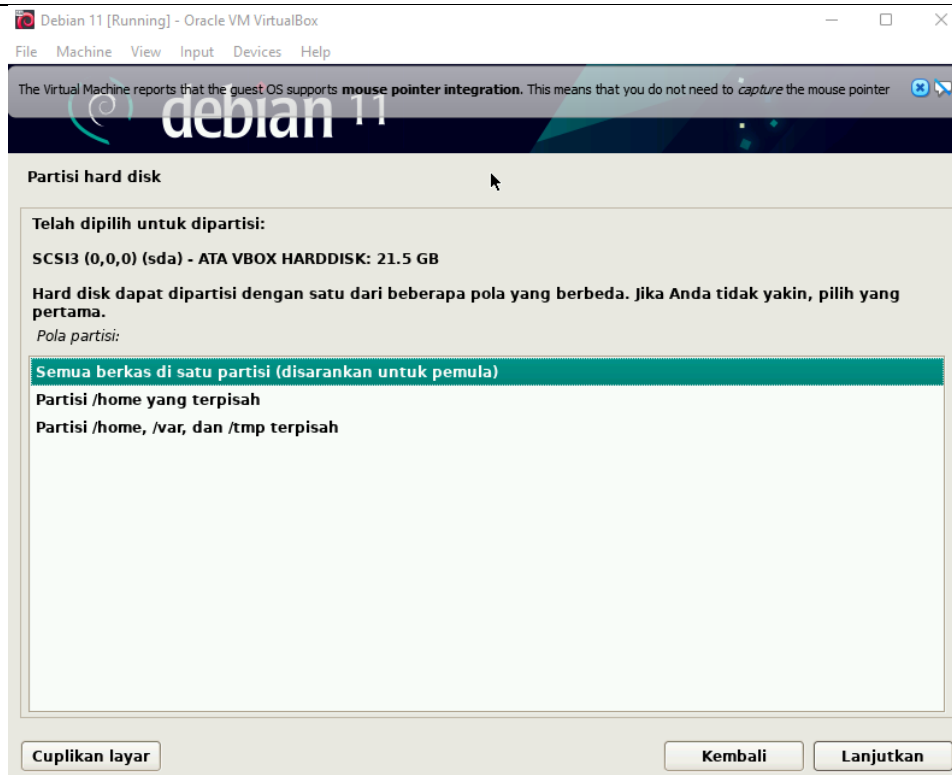 Debian 11 [Running] - Oracle VM VirtualBox
File Machine View Input Devices Help
The Virtual Machine reports that the guest OS supports mouse pointer integration. This means that you do not need to capture the mouse pointer
debian 11
Partisi hard disk
Telah dipilih untuk dipartisi:
SCSI3 (0,0,0) (sda) - ATA VBOX HARDDISK: 21.5 GB
Hard disk dapat dipartisi dengan satu dari beberapa pola yang berbeda. Jika Anda tidak yakin, pilih yang
pertama.
Pola partisi:
Semua berkas di satu partisi (disarankan untuk pemula)
Partisi /home yang terpisah
Partisi /home, /var, dan /tmp terpisah
Cuplikan layar Kembali Lanjutkan